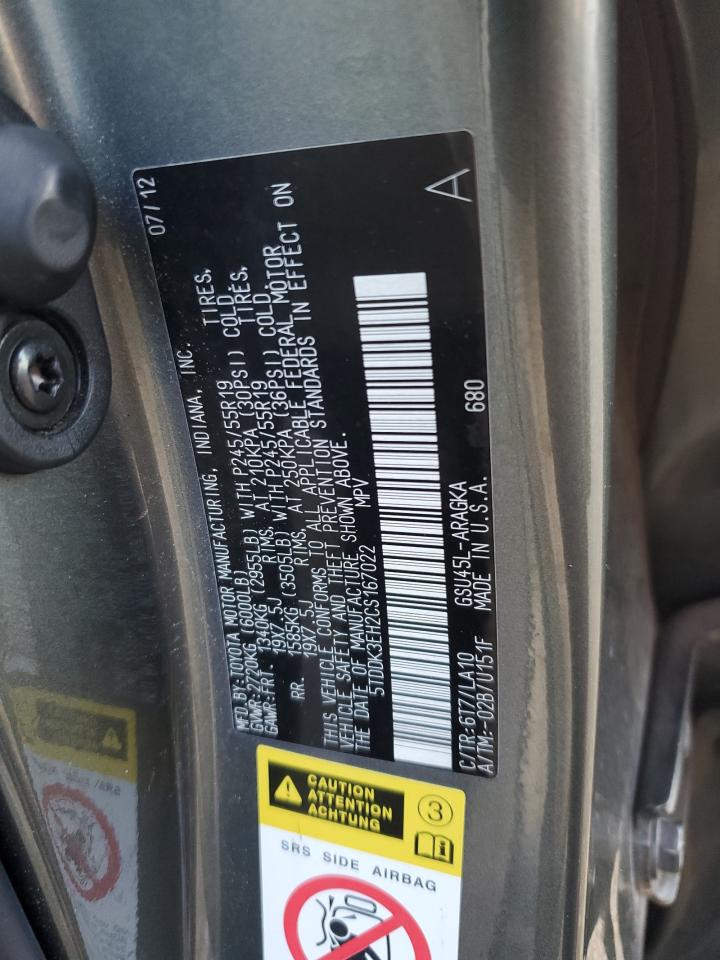 07/12
MFD.BY:TOYOTA MOTOR MANUFACTURING, INDIANA, INC.
GVWR-2720KG (6000LB)
GAWR-FRT. 1340KG (2955LB) WITH P245/55R19 TIRES,
19X7.5J RIMS, AT 210KPA (30PSI) COLD.
RR. 1585KG (3505LB) WITH P245/55R19 TIRES,
19X7.5J RIMS, AT 250KPA (36PSI) COLD.
THIS VEHICLE CONFORMS TO ALL APPLICABLE FEDERAL MOTOR
VEHICLE SAFETY AND THEFT PREVENTION STANDARDS IN EFFECT ON
THE DATE OF MANUFACTURE SHOWN ABOVE.
5TDDK3EH2CS167022 MPV
A
C/TR:6T7/LA10 GSU45L-ARAGKA
A/TM:-02B/U151F MADE IN U.S.A. 680
CAUTION
ATTENTION
ACHTUNG
3
SRS SIDE AIRBAG